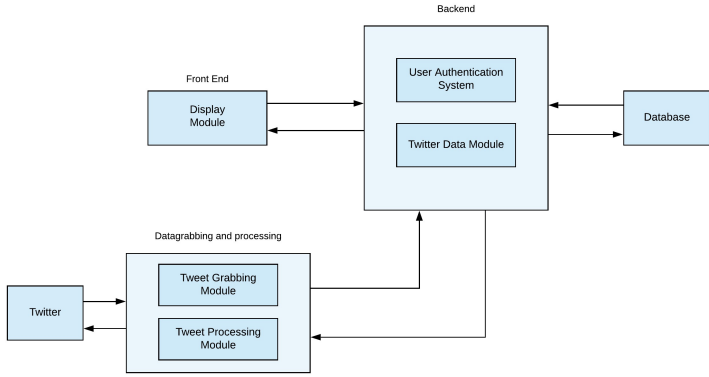 Backend
User Authentication
System
Front End
Display
Module
Database
Twitter Data Module
Datagrabbing and processing
Tweet Grabbing
Module
Twitter
Tweet Processing
Module